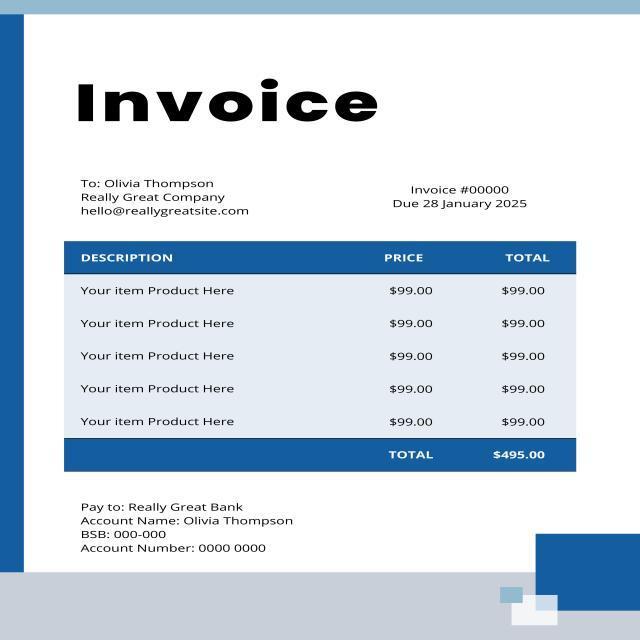 Invoice
To: Olivia Thompson
Really Great Company
hello@reallygreatsite.com
Invoice #00000
Due 28 January 2025
DESCRIPTION PRICE TOTAL
Your item Product Here $99.00 $99.00
Your item Product Here $99.00 $99.00
Your item Product Here $99.00 $99.00
Your item Product Here $99.00 $99.00
Your item Product Here $99.00 $99.00
TOTAL $495.00
Pay to: Really Great Bank
Account Name: Olivia Thompson
BSB: 000-000
Account Number: 0000 0000